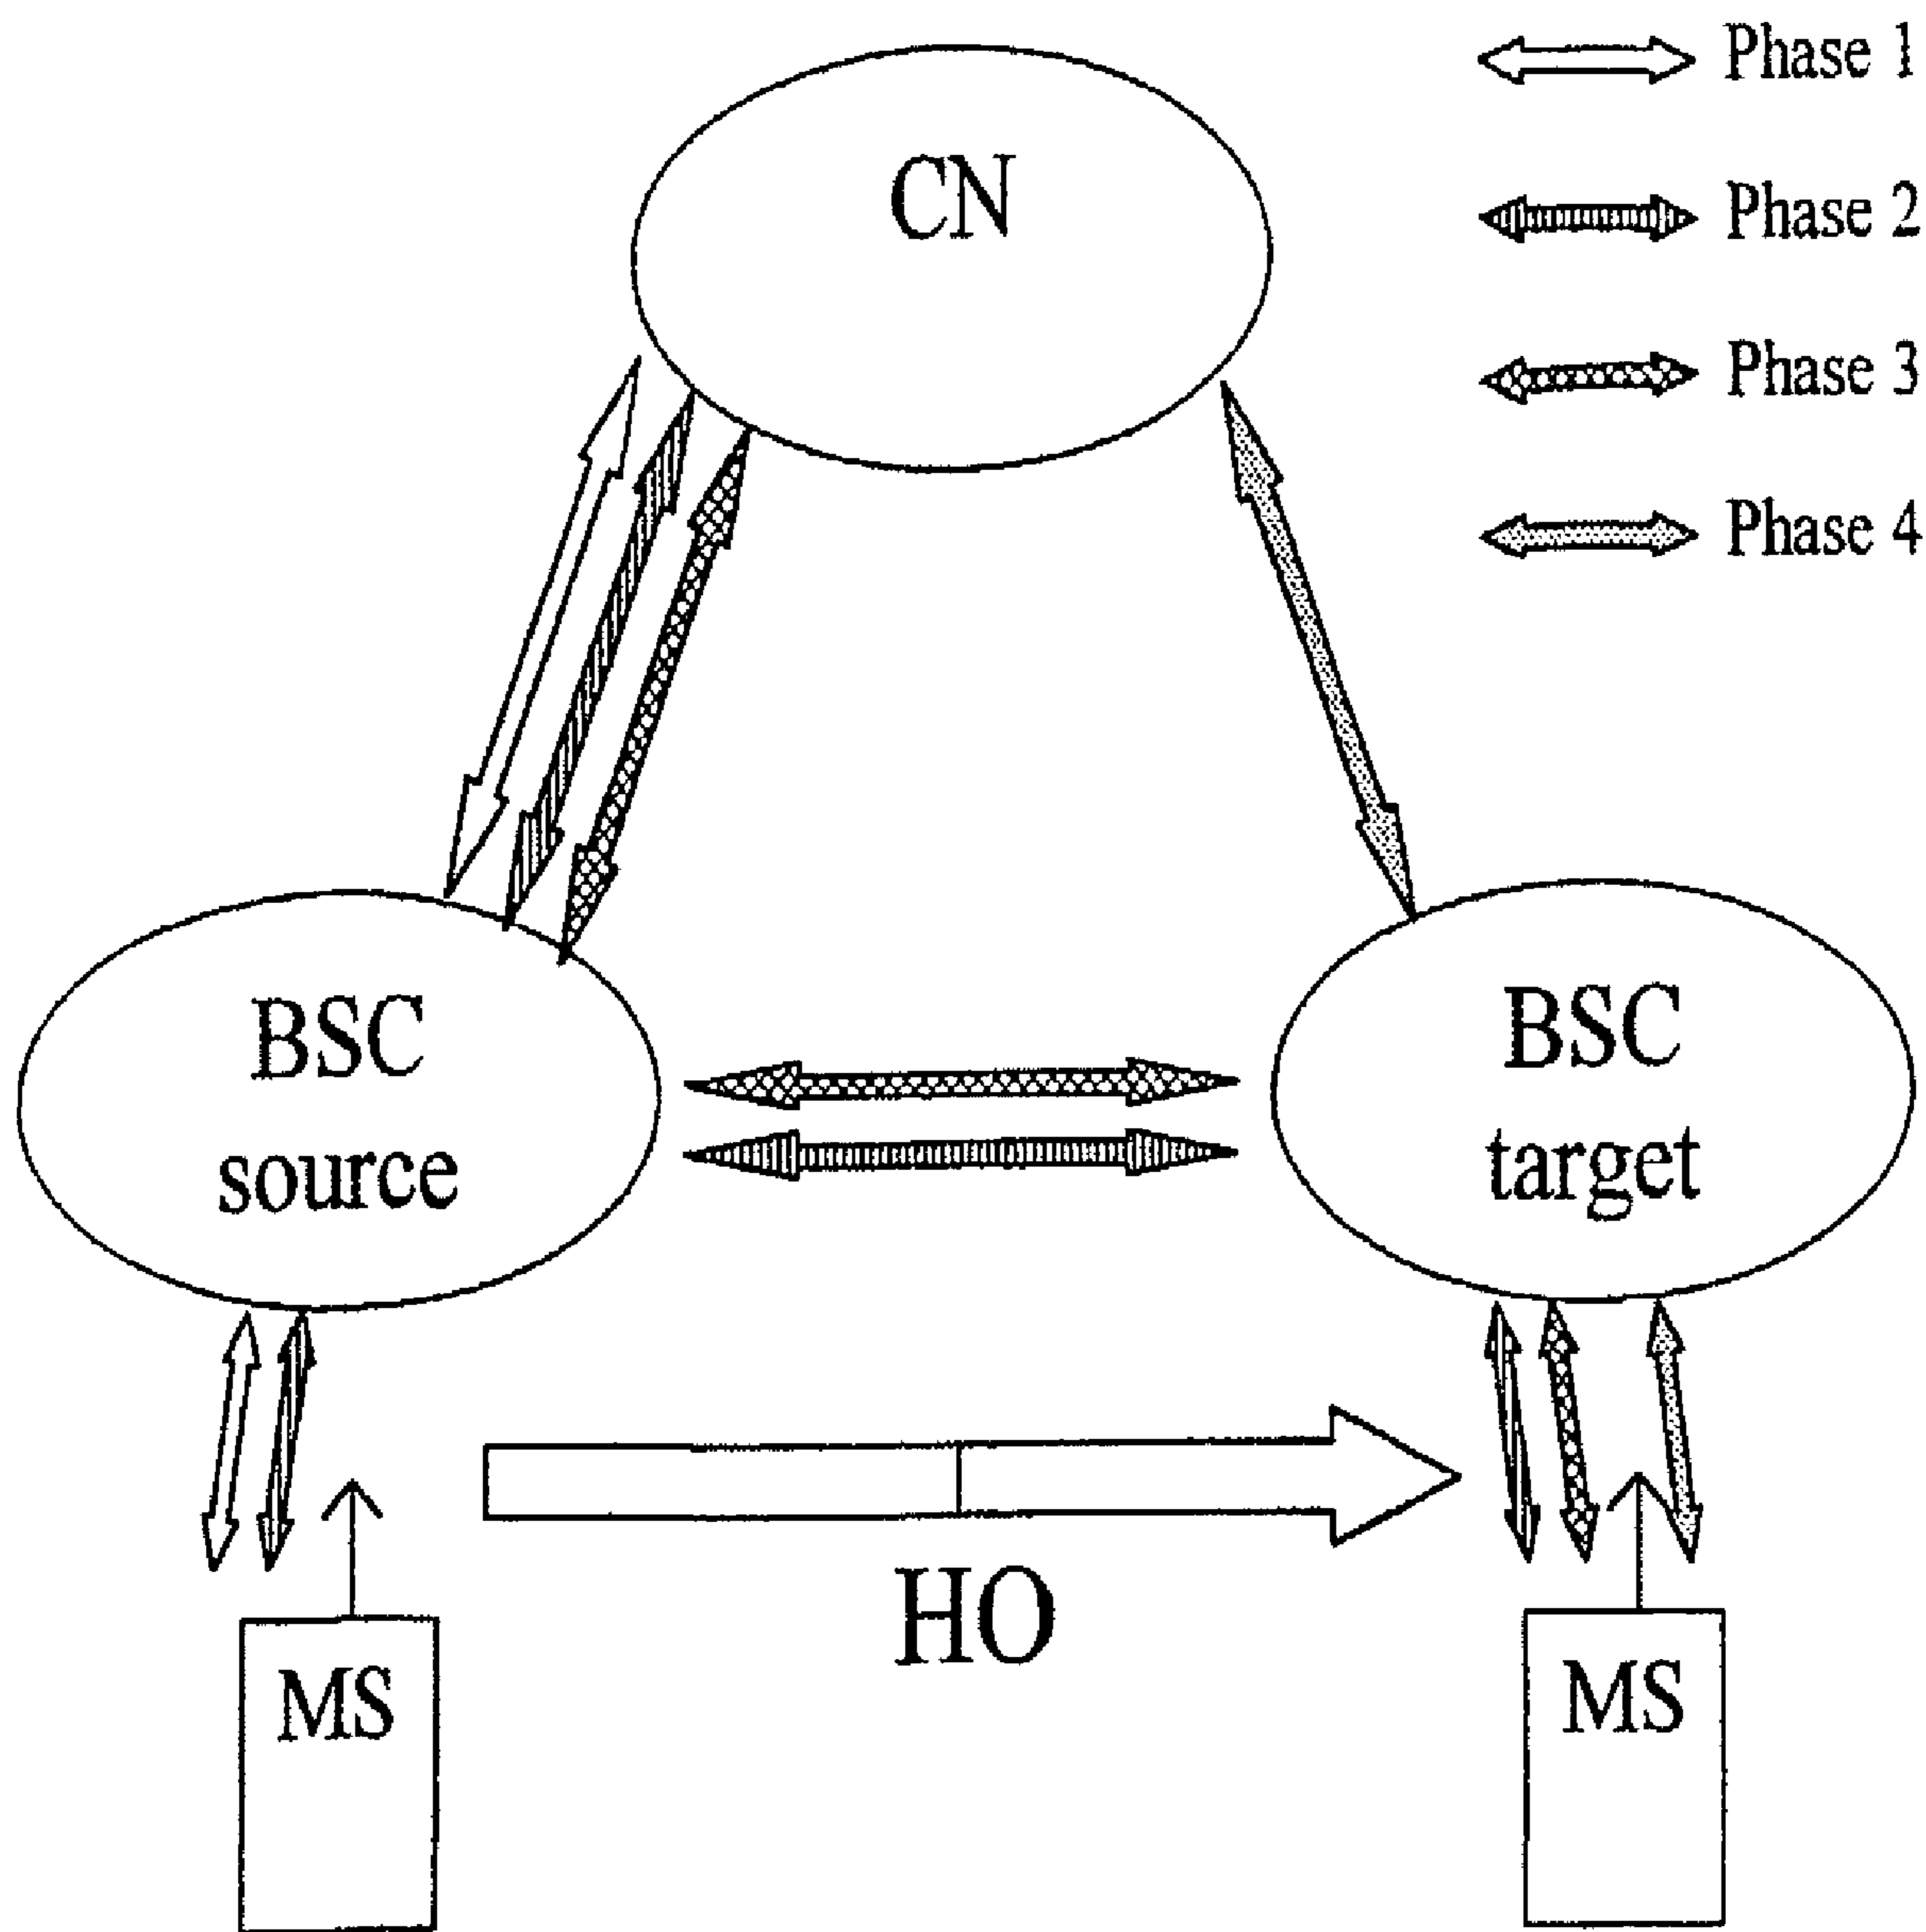 Phase 1
Phase 2
Phase 3
Phase 4
CN
BSC
source
BSC
target
HO
MS
MS